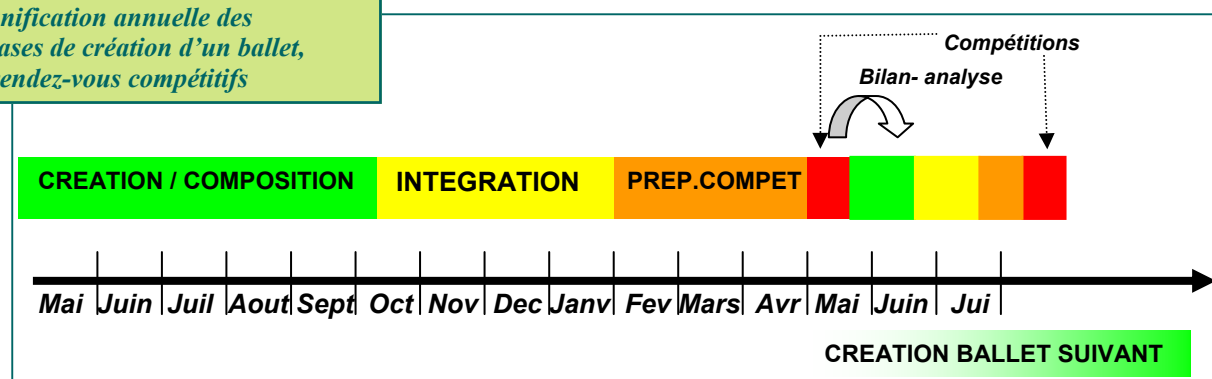 nification annuelle des
ases de création d'un ballet,
endez-vous compétitifs
Compétitions
Bilan- analyse
CREATION / COMPOSITION INTEGRATION PREP.COMPET
Mai Juin Juil Aout Sept Oct Nov Dec Janv Fev Mars Avr Mai Juin Jui
CREATION BALLET SUIVANT